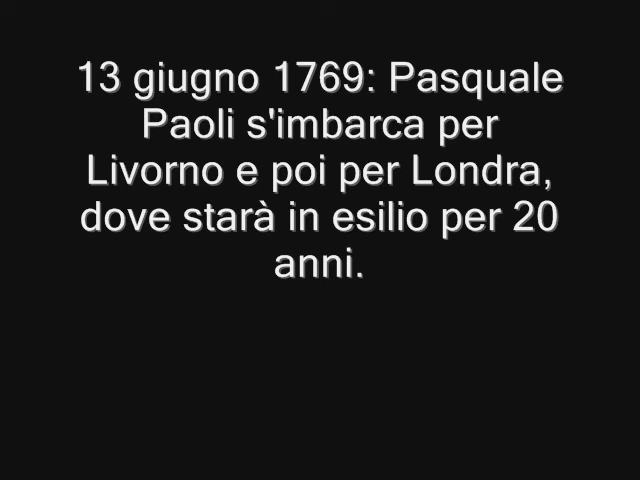 13 giugno 1769: Pasquale
Paoli s'imbarca per
Livorno e poi per Londra,
dove starà in esilio per 20
anni.